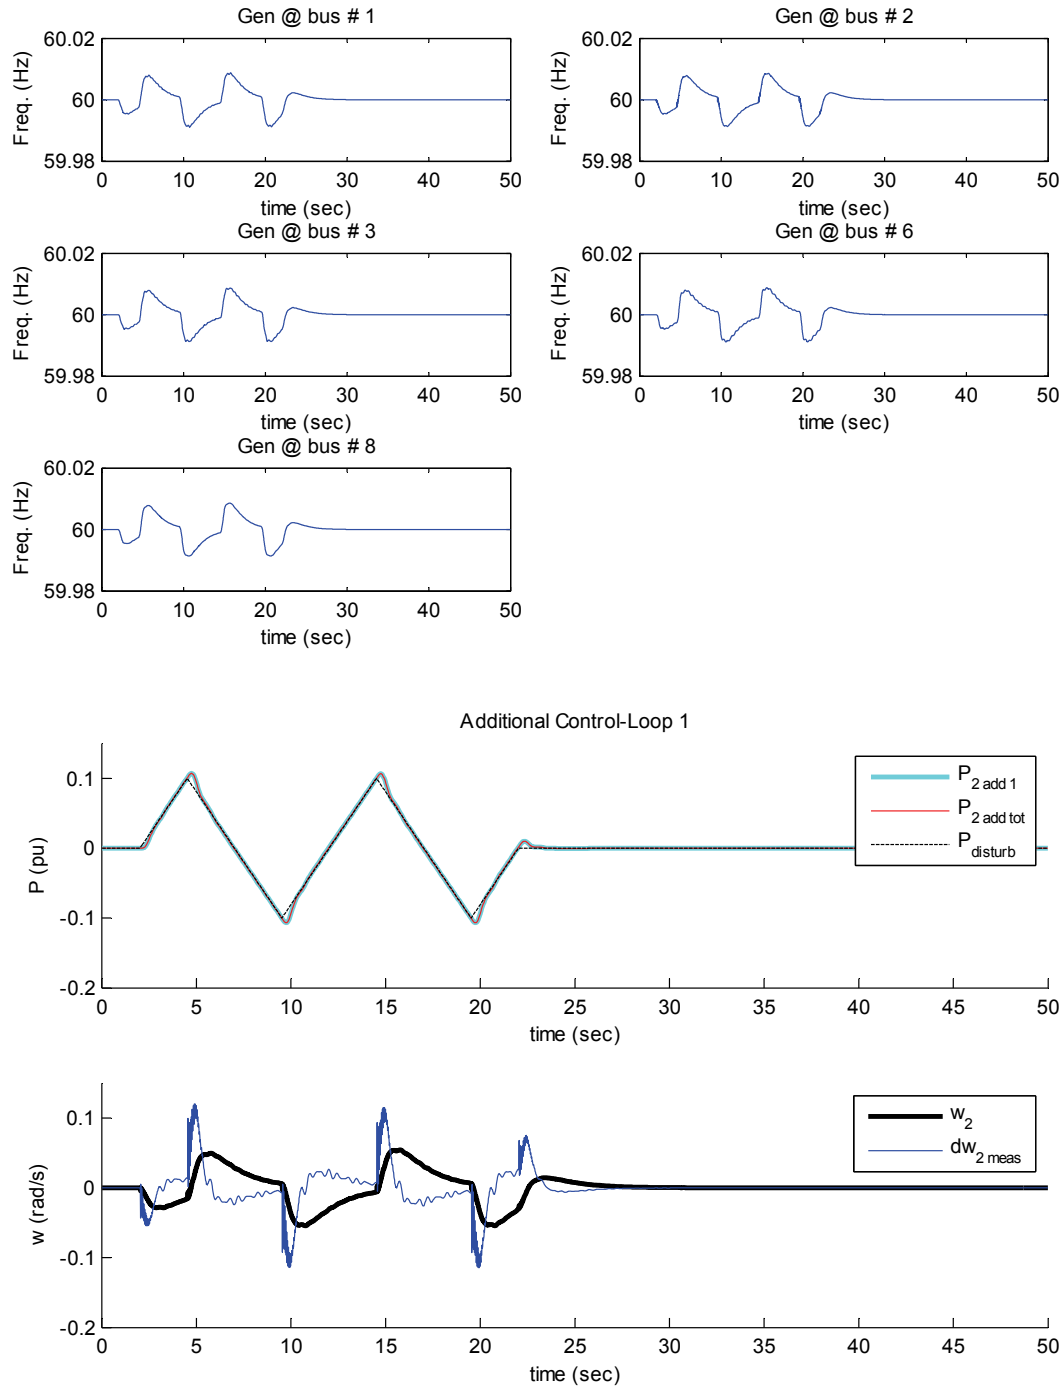 Gen @ bus # 1
Gen @ bus # 2
Freq. (Hz)
60.02
60
59.98
0 10 20 30 40 50
time (sec)
Freq. (Hz)
60.02
60
59.98
0 10 20 30 40 50
time (sec)
Gen @ bus # 3
Gen @ bus # 6
Freq. (Hz)
60.02
60
59.98
0 10 20 30 40 50
time (sec)
Freq. (Hz)
60.02
60
59.98
0 10 20 30 40 50
time (sec)
Gen @ bus # 8
Freq. (Hz)
60.02
60
59.98
0 10 20 30 40 50
time (sec)
Additional Control-Loop 1
P (pu)
0.1
0
-0.1
-0.2
P2 add 1
P2 add tot
Pdisturb
0 5 10 15 20 25 30 35 40 45 50
time (sec)
w (rad/s)
0.1
0
-0.1
-0.2
w2
dw2 meas
0 5 10 15 20 25 30 35 40 45 50
time (sec)